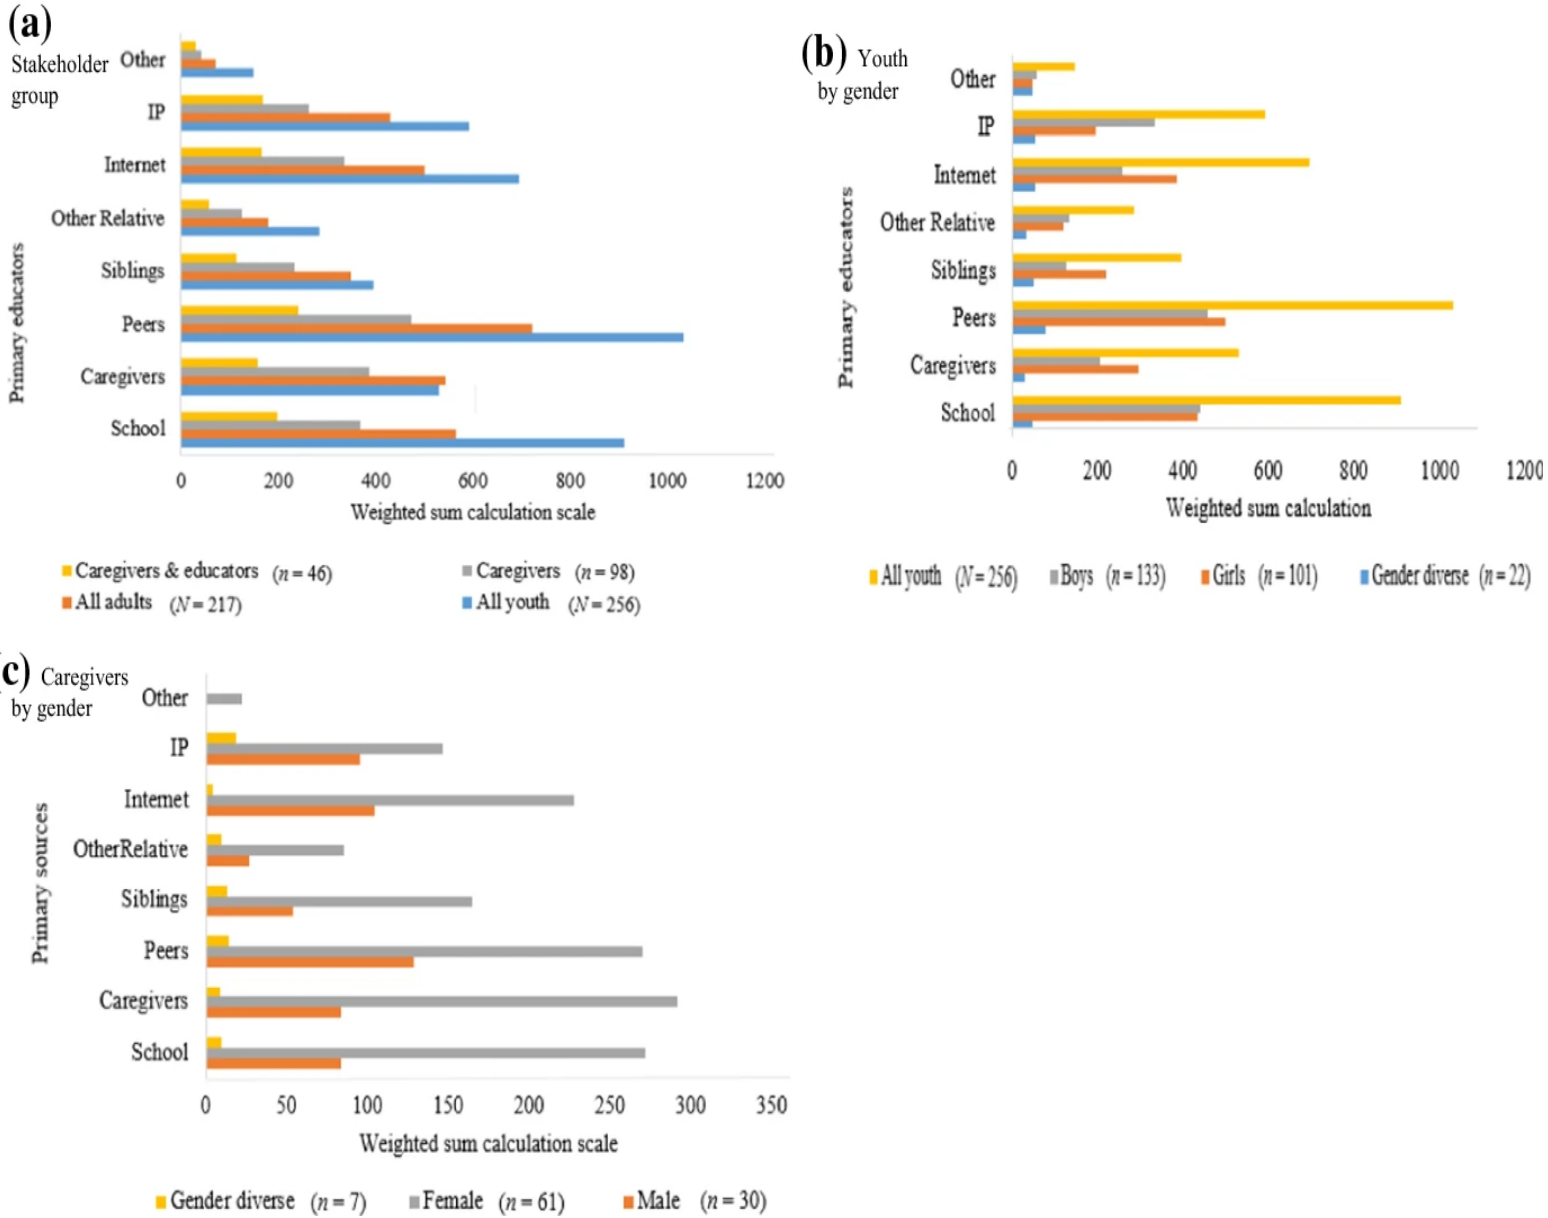 (a)
Stakeholder
group
Primary educators
Other
IP
Internet
Other Relative
Siblings
Peers
Caregivers
School
0 200 400 600 800 1000 1200
Weighted sum calculation scale
Caregivers & educators (n = 46) Caregivers (n = 98)
All adults (N = 217) All youth (N = 256)
(b) Youth
by gender
Primary educators
Other
IP
Internet
Other Relative
Siblings
Peers
Caregivers
School
0 200 400 600 800 1000 1200
Weighted sum calculation
All youth (N = 256) Boys (n = 133) Girls (n = 101) Gender diverse (n = 22)
c) Caregivers
by gender
Primary sources
Other
IP
Internet
OtherRelative
Siblings
Peers
Caregivers
School
0 50 100 150 200 250 300 350
Weighted sum calculation scale
Gender diverse (n = 7) Female (n = 61) Male (n = 30)